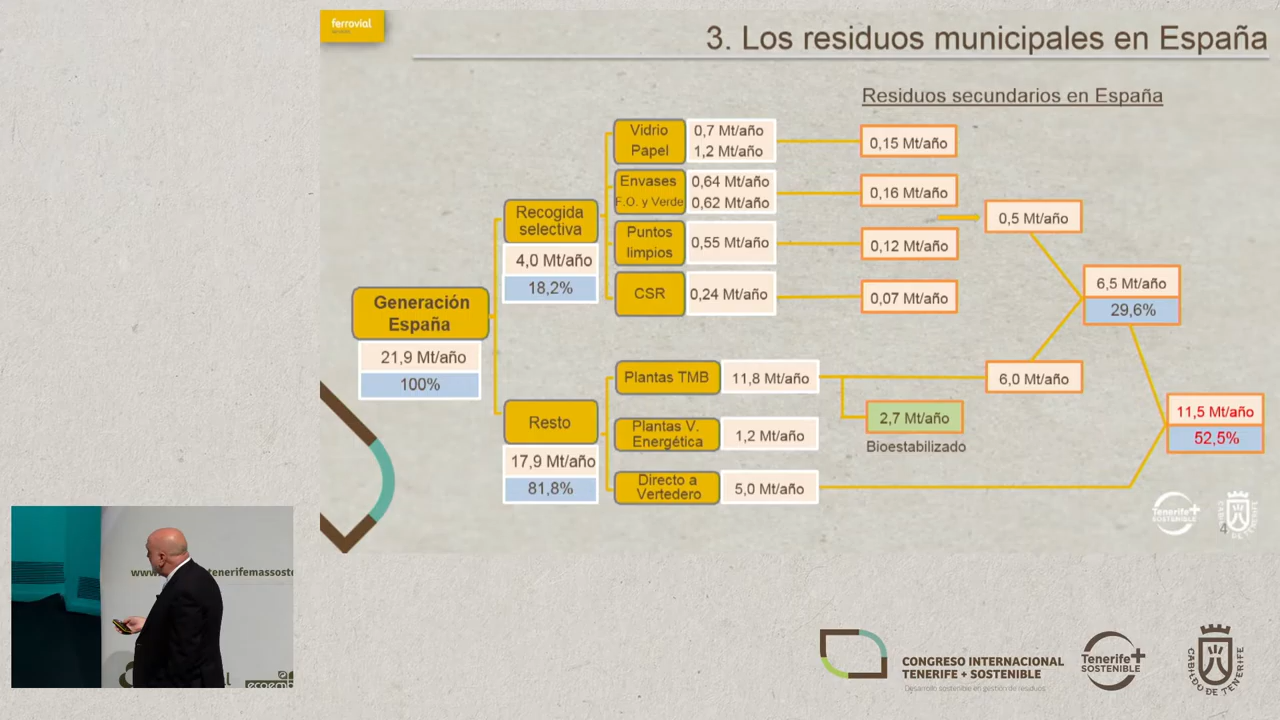 ferrovial
3. Los residuos municipales en España
Residuos secundarios en España
Vidrio
Papel
0,7 Mt/año
1,2 Mt/año
0,15 Mt/año
Envases
F.O. y Verde
0,64 Mt/año
0,62 Mt/año
0,16 Mt/año
Recogida
selectiva
4,0 Mt/año
18,2%
Puntos
limpios
0,55 Mt/año
0,12 Mt/año
0,5 Mt/año
CSR
0,24 Mt/año
0,07 Mt/año
6,5 Mt/año
29,6%
Generación
España
21,9 Mt/año
100%
Plantas TMB
11,8 Mt/año
6,0 Mt/año
2,7 Mt/año
Bioestabilizado
11,5 Mt/año
52,5%
Resto
17,9 Mt/año
81,8%
Plantas V.
Energética
1,2 Mt/año
Directo a
Vertedero
5,0 Mt/año
Tenerife+
SOSTENIBLE
4
CONGRESO INTERNACIONAL
TENERIFE + SOSTENIBLE
Desarrollo sostenible en gestión de residuos
Tenerife+
SOSTENIBLE
CABILDO DE TENERIFE